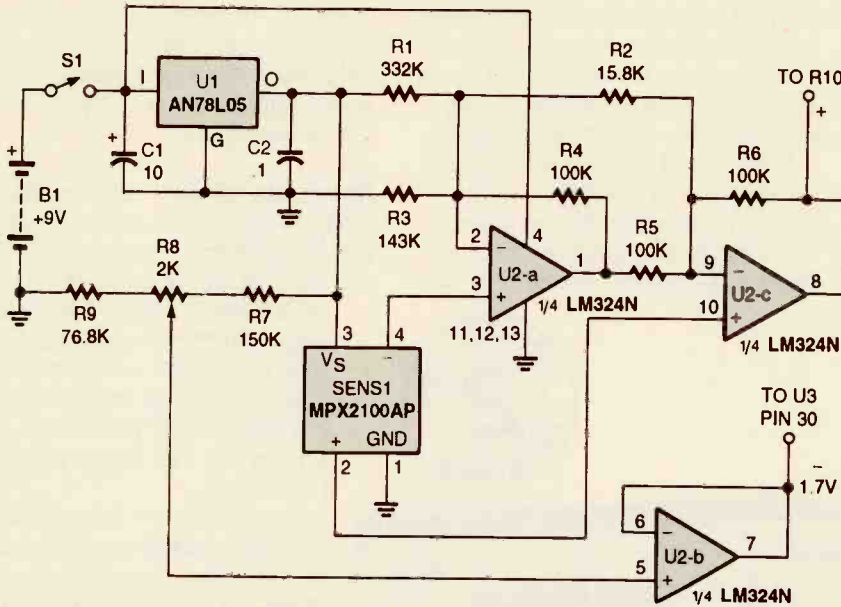 S1
I
U1
AN78L05
O
G
R1
332K
R2
15.8K
TO R10
+
+
C1
10
C2
1
R4
100K
R6
100K
+
B1
+9V
R3
143K
R5
100K
R8
2K
2
−
4
U2-a
1
3
+
1/4 LM324N
11,12,13
9
−
8
U2-c
10
+
1/4 LM324N
R9
76.8K
R7
150K
3
4
VS
−
SENS1
MPX2100AP
+
GND
2
1
TO U3
PIN 30
−
1.7V
6
−
7
U2-b
5
+
1/4 LM324N